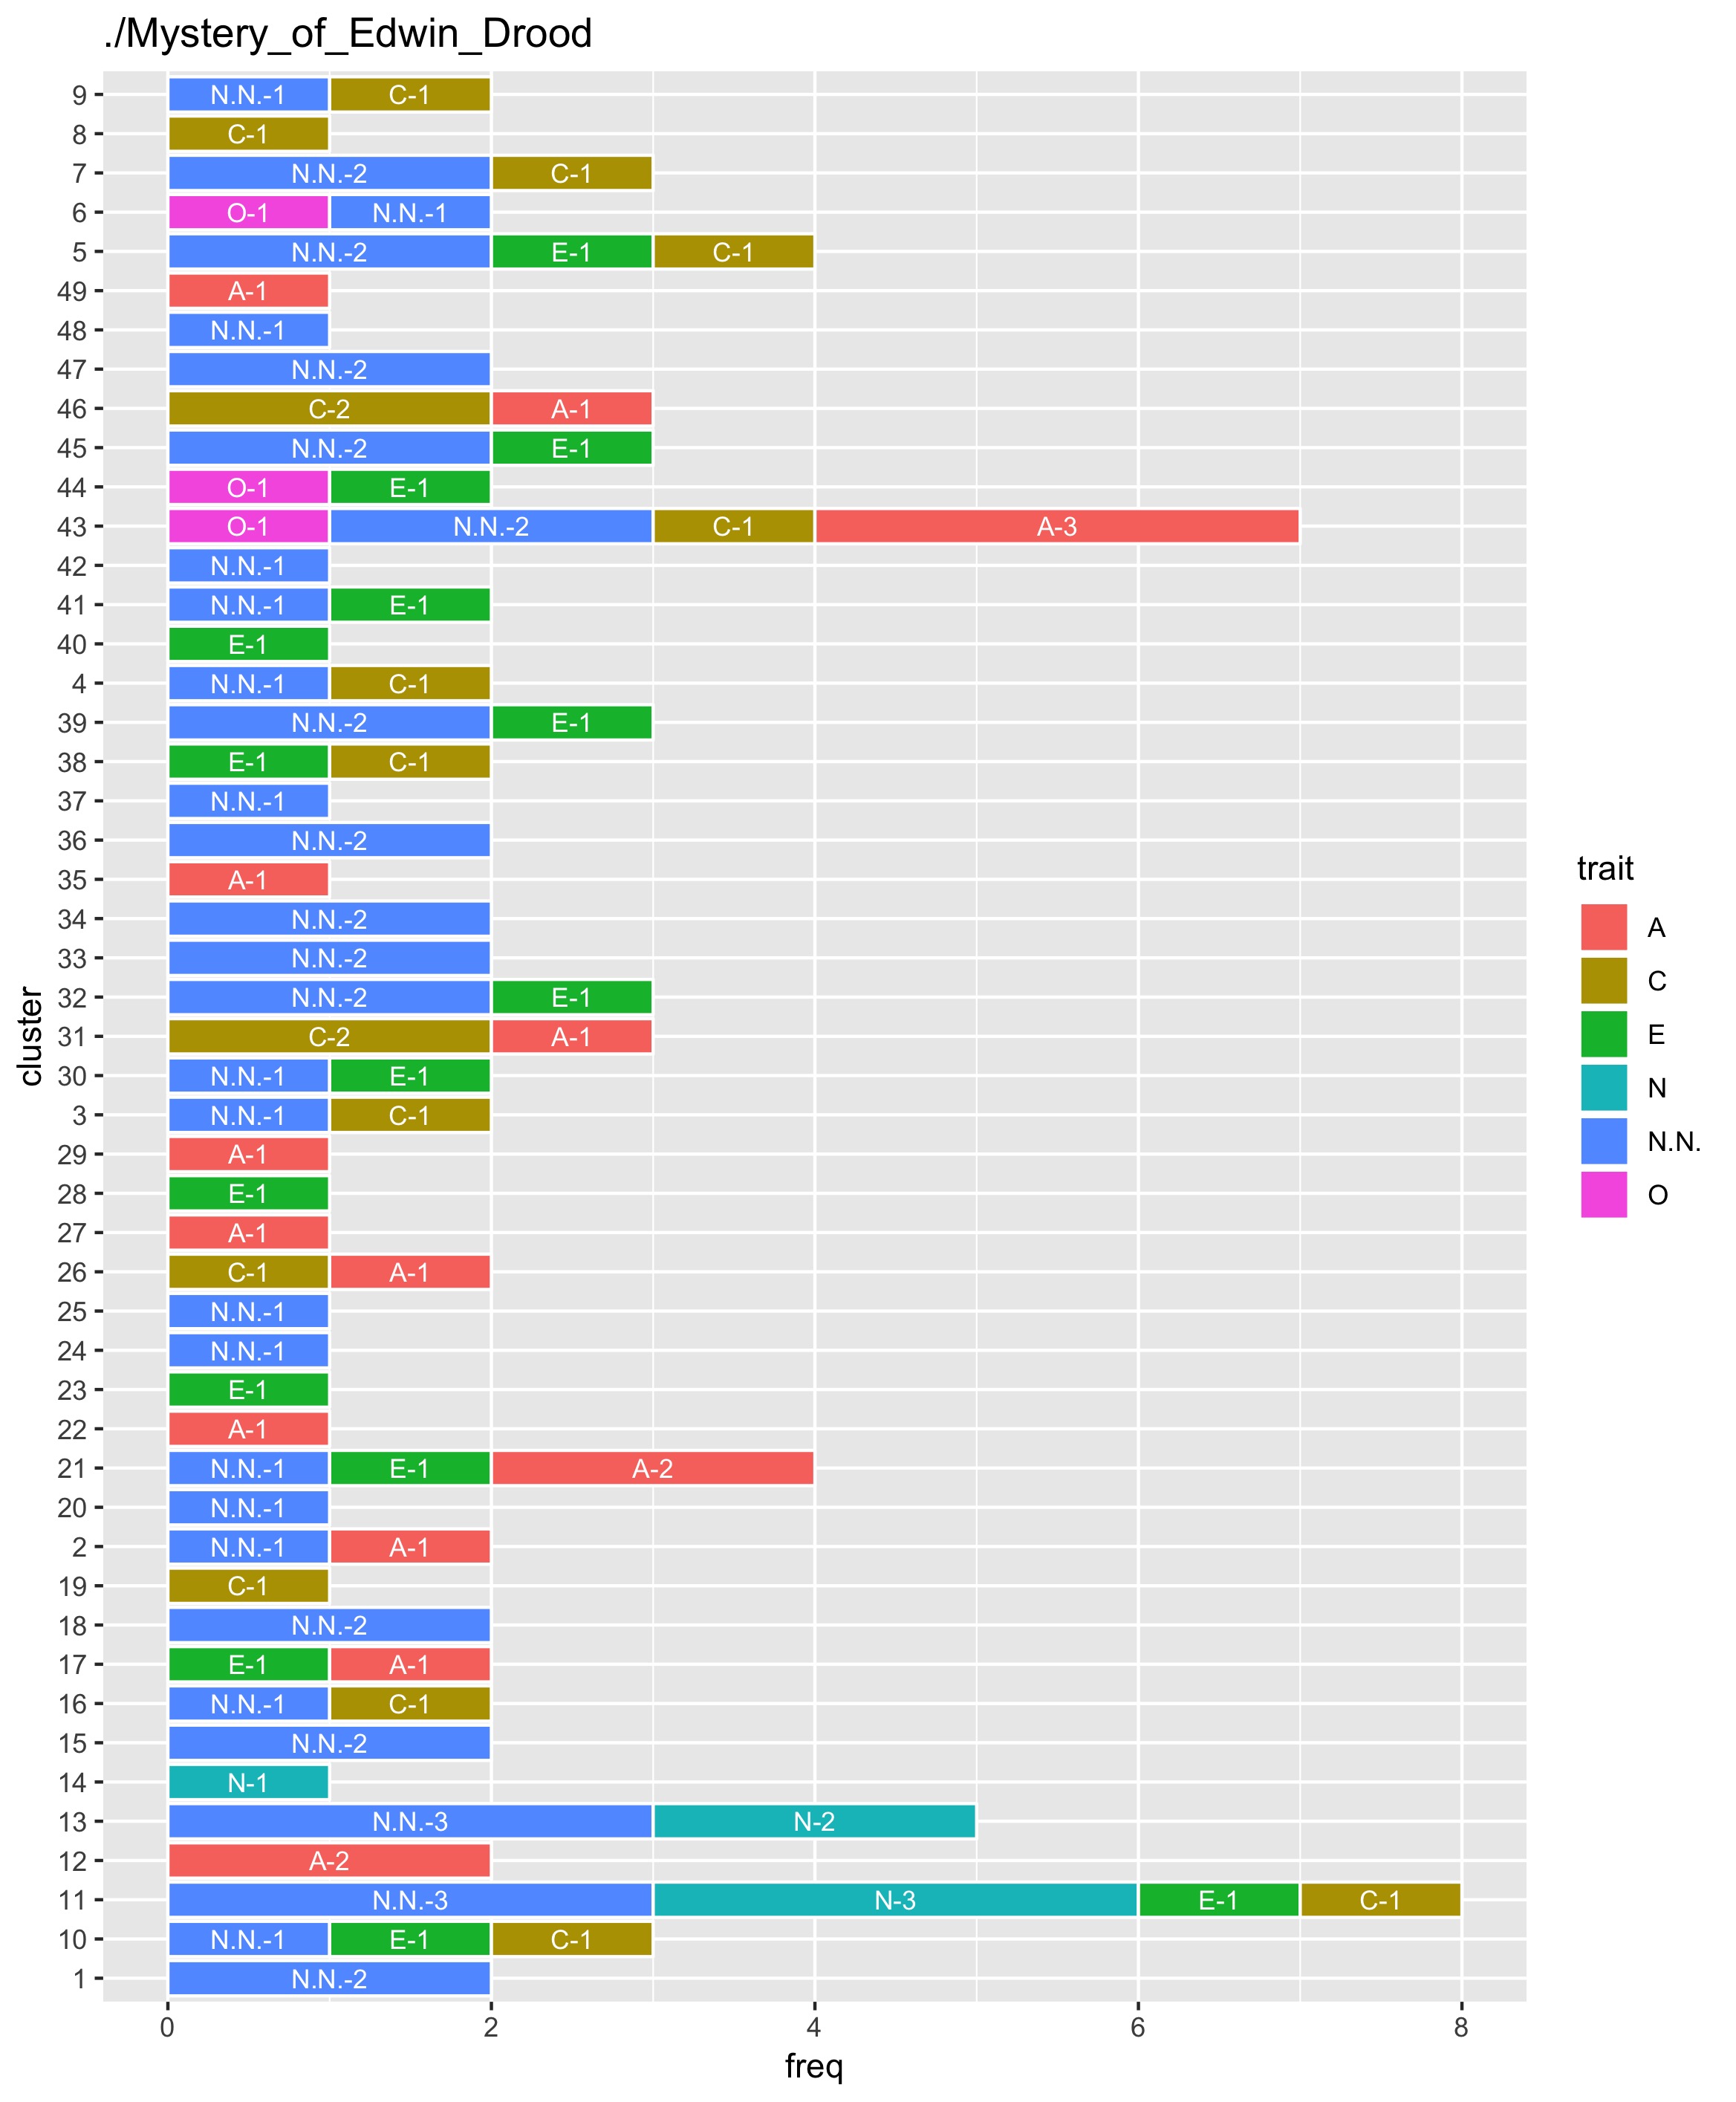 ./Mystery_of_Edwin_Drood
9 N.N.-1 C-1
8 C-1
7 N.N.-2 C-1
6 O-1 N.N.-1
5 N.N.-2 E-1 C-1
49 A-1
48 N.N.-1
47 N.N.-2
46 C-2 A-1
45 N.N.-2 E-1
44 O-1 E-1
43 O-1 N.N.-2 C-1 A-3
42 N.N.-1
41 N.N.-1 E-1
40 E-1
4 N.N.-1 C-1
39 N.N.-2 E-1
38 E-1 C-1
37 N.N.-1
36 N.N.-2
35 A-1
34 N.N.-2
33 N.N.-2
32 N.N.-2 E-1
31 C-2 A-1
30 N.N.-1 E-1
3 N.N.-1 C-1
29 A-1
28 E-1
27 A-1
26 C-1 A-1
25 N.N.-1
24 N.N.-1
23 E-1
22 A-1
21 N.N.-1 E-1 A-2
20 N.N.-1
2 N.N.-1 A-1
19 C-1
18 N.N.-2
17 E-1 A-1
16 N.N.-1 C-1
15 N.N.-2
14 N-1
13 N.N.-3 N-2
12 A-2
11 N.N.-3 N-3 E-1 C-1
10 N.N.-1 E-1 C-1
1 N.N.-2
0 2 4 6 8
freq
cluster
trait
A
C
E
N
N.N.
O